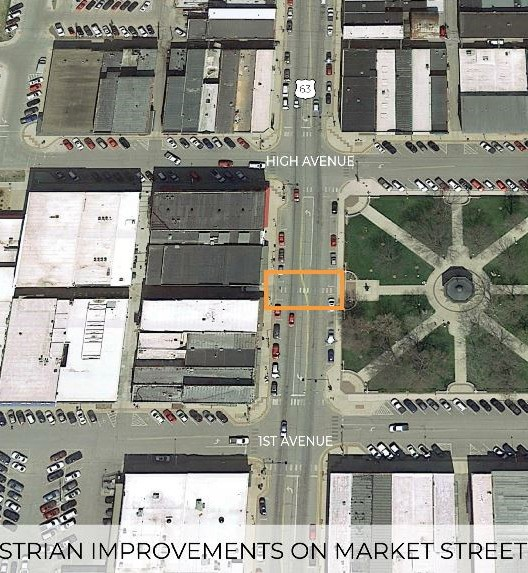 63
HIGH AVENUE
1ST AVENUE
STRIAN IMPROVEMENTS ON MARKET STREET